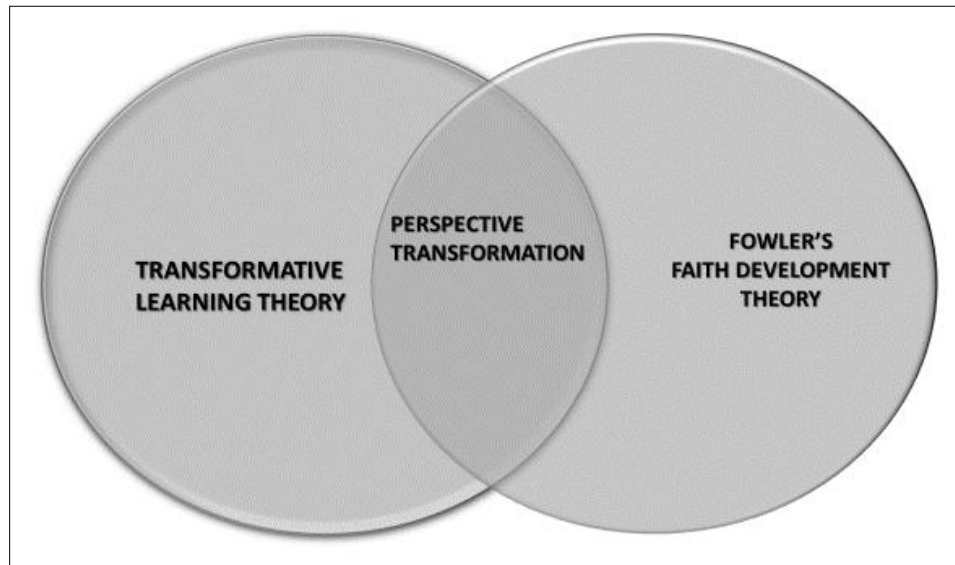 TRANSFORMATIVE
LEARNING THEORY
PERSPECTIVE
TRANSFORMATION
FOWLER'S
FAITH DEVELOPMENT
THEORY